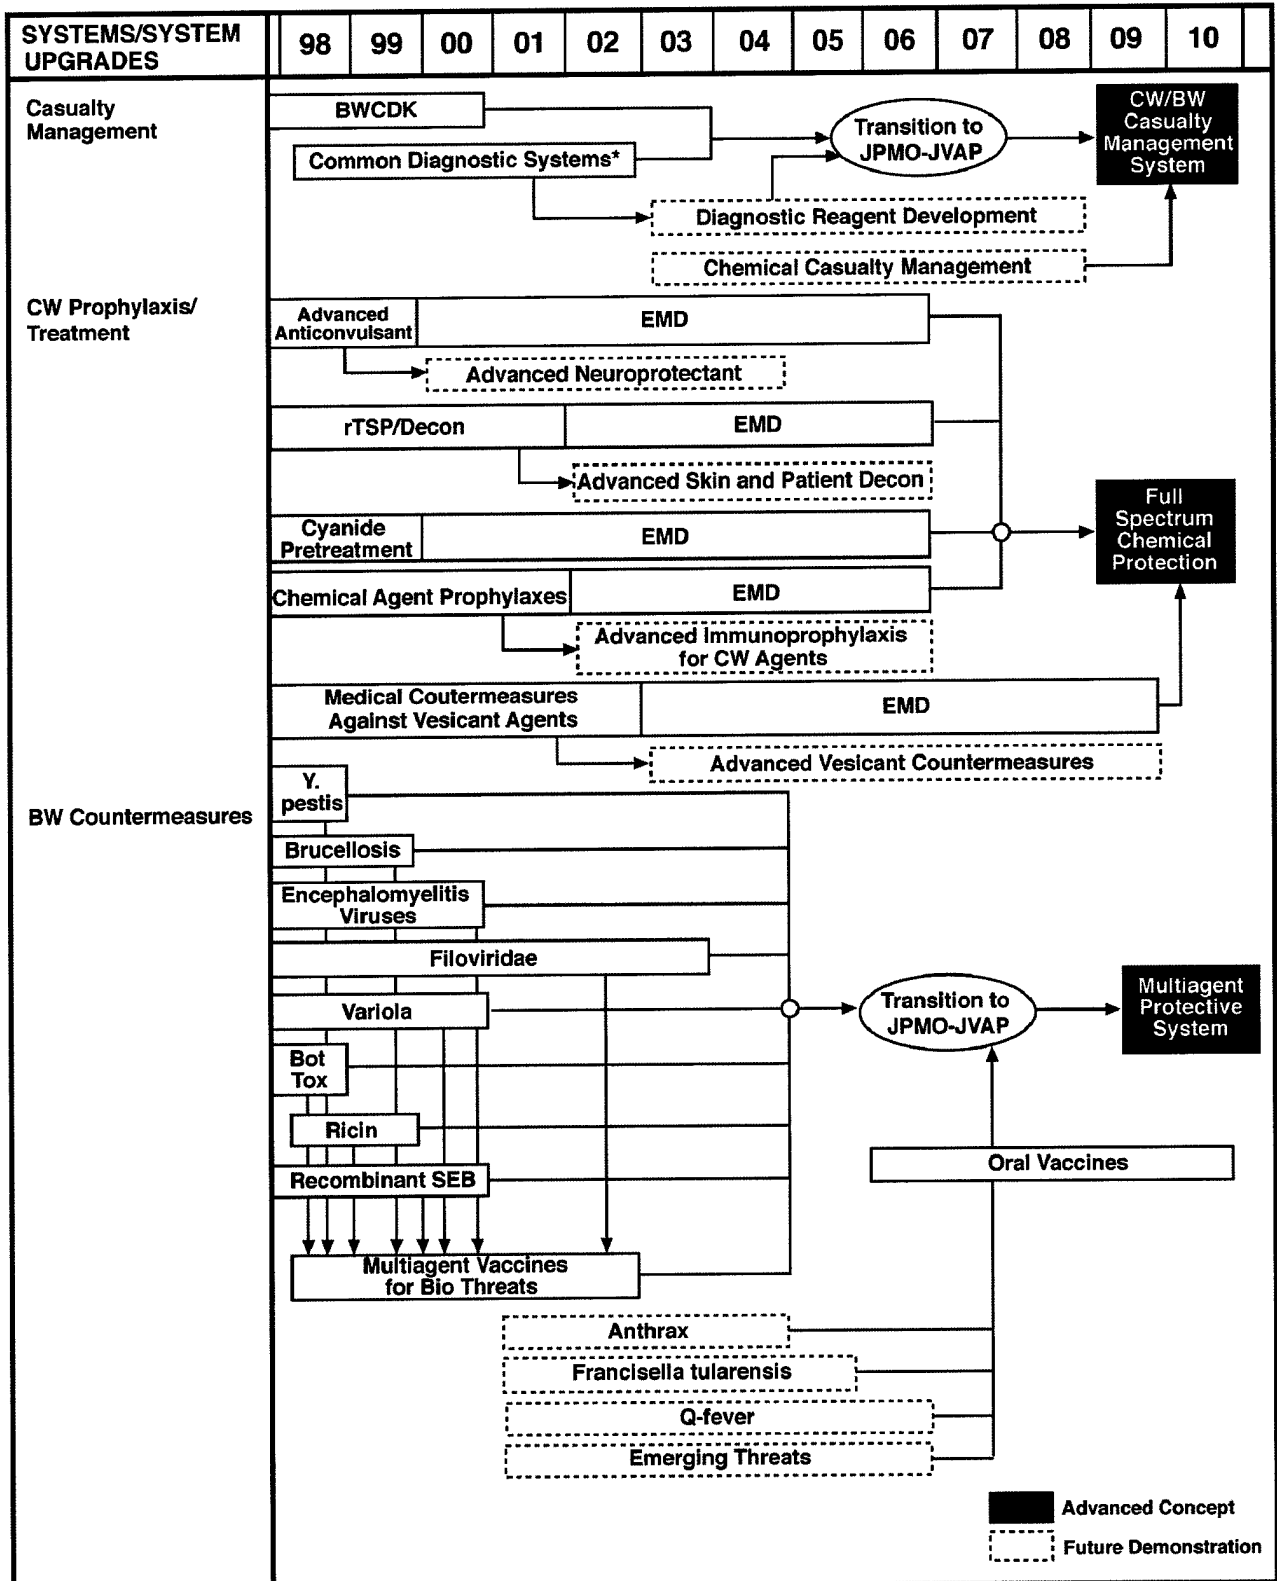 SYSTEMS/SYSTEM
UPGRADES
98 99 00 01 02 03 04 05 06 07 08 09 10
Casualty
Management
BWCDK
Common Diagnostic Systems*
Transition to
JPMO-JVAP
CW/BW
Casualty
Management
System
Diagnostic Reagent Development
Chemical Casualty Management
CW Prophylaxis/
Treatment
Advanced
Anticonvulsant
EMD
Advanced Neuroprotectant
rTSP/Decon
EMD
Advanced Skin and Patient Decon
Full
Spectrum
Chemical
Protection
Cyanide
Pretreatment
EMD
Chemical Agent Prophylaxes
EMD
Advanced Immunoprophylaxis
for CW Agents
Medical Coutermeasures
Against Vesicant Agents
EMD
Advanced Vesicant Countermeasures
BW Countermeasures
Y.
pestis
Brucellosis
Encephalomyelitis
Viruses
Filoviridae
Variola
Transition to
JPMO-JVAP
Multiagent
Protective
System
Bot
Tox
Ricin
Oral Vaccines
Recombinant SEB
Multiagent Vaccines
for Bio Threats
Anthrax
Francisella tularensis
Q-fever
Emerging Threats
Advanced Concept
Future Demonstration